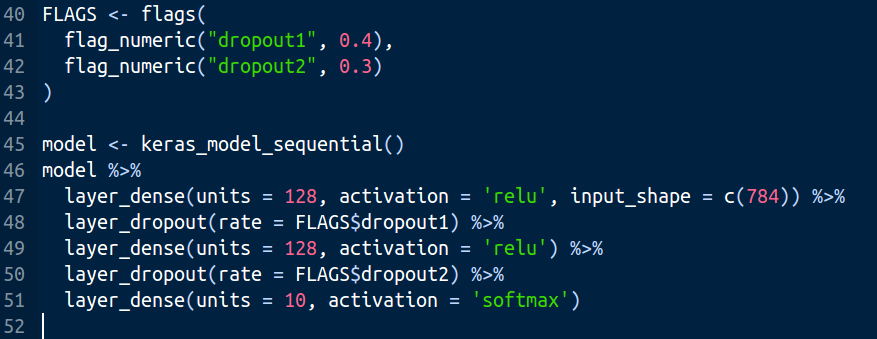 40 FLAGS <- flags(
41   flag_numeric("dropout1", 0.4),
42   flag_numeric("dropout2", 0.3)
43 )
44
45 model <- keras_model_sequential()
46 model %>%
47   layer_dense(units = 128, activation = 'relu', input_shape = c(784)) %>%
48   layer_dropout(rate = FLAGS$dropout1) %>%
49   layer_dense(units = 128, activation = 'relu') %>%
50   layer_dropout(rate = FLAGS$dropout2) %>%
51   layer_dense(units = 10, activation = 'softmax')
52